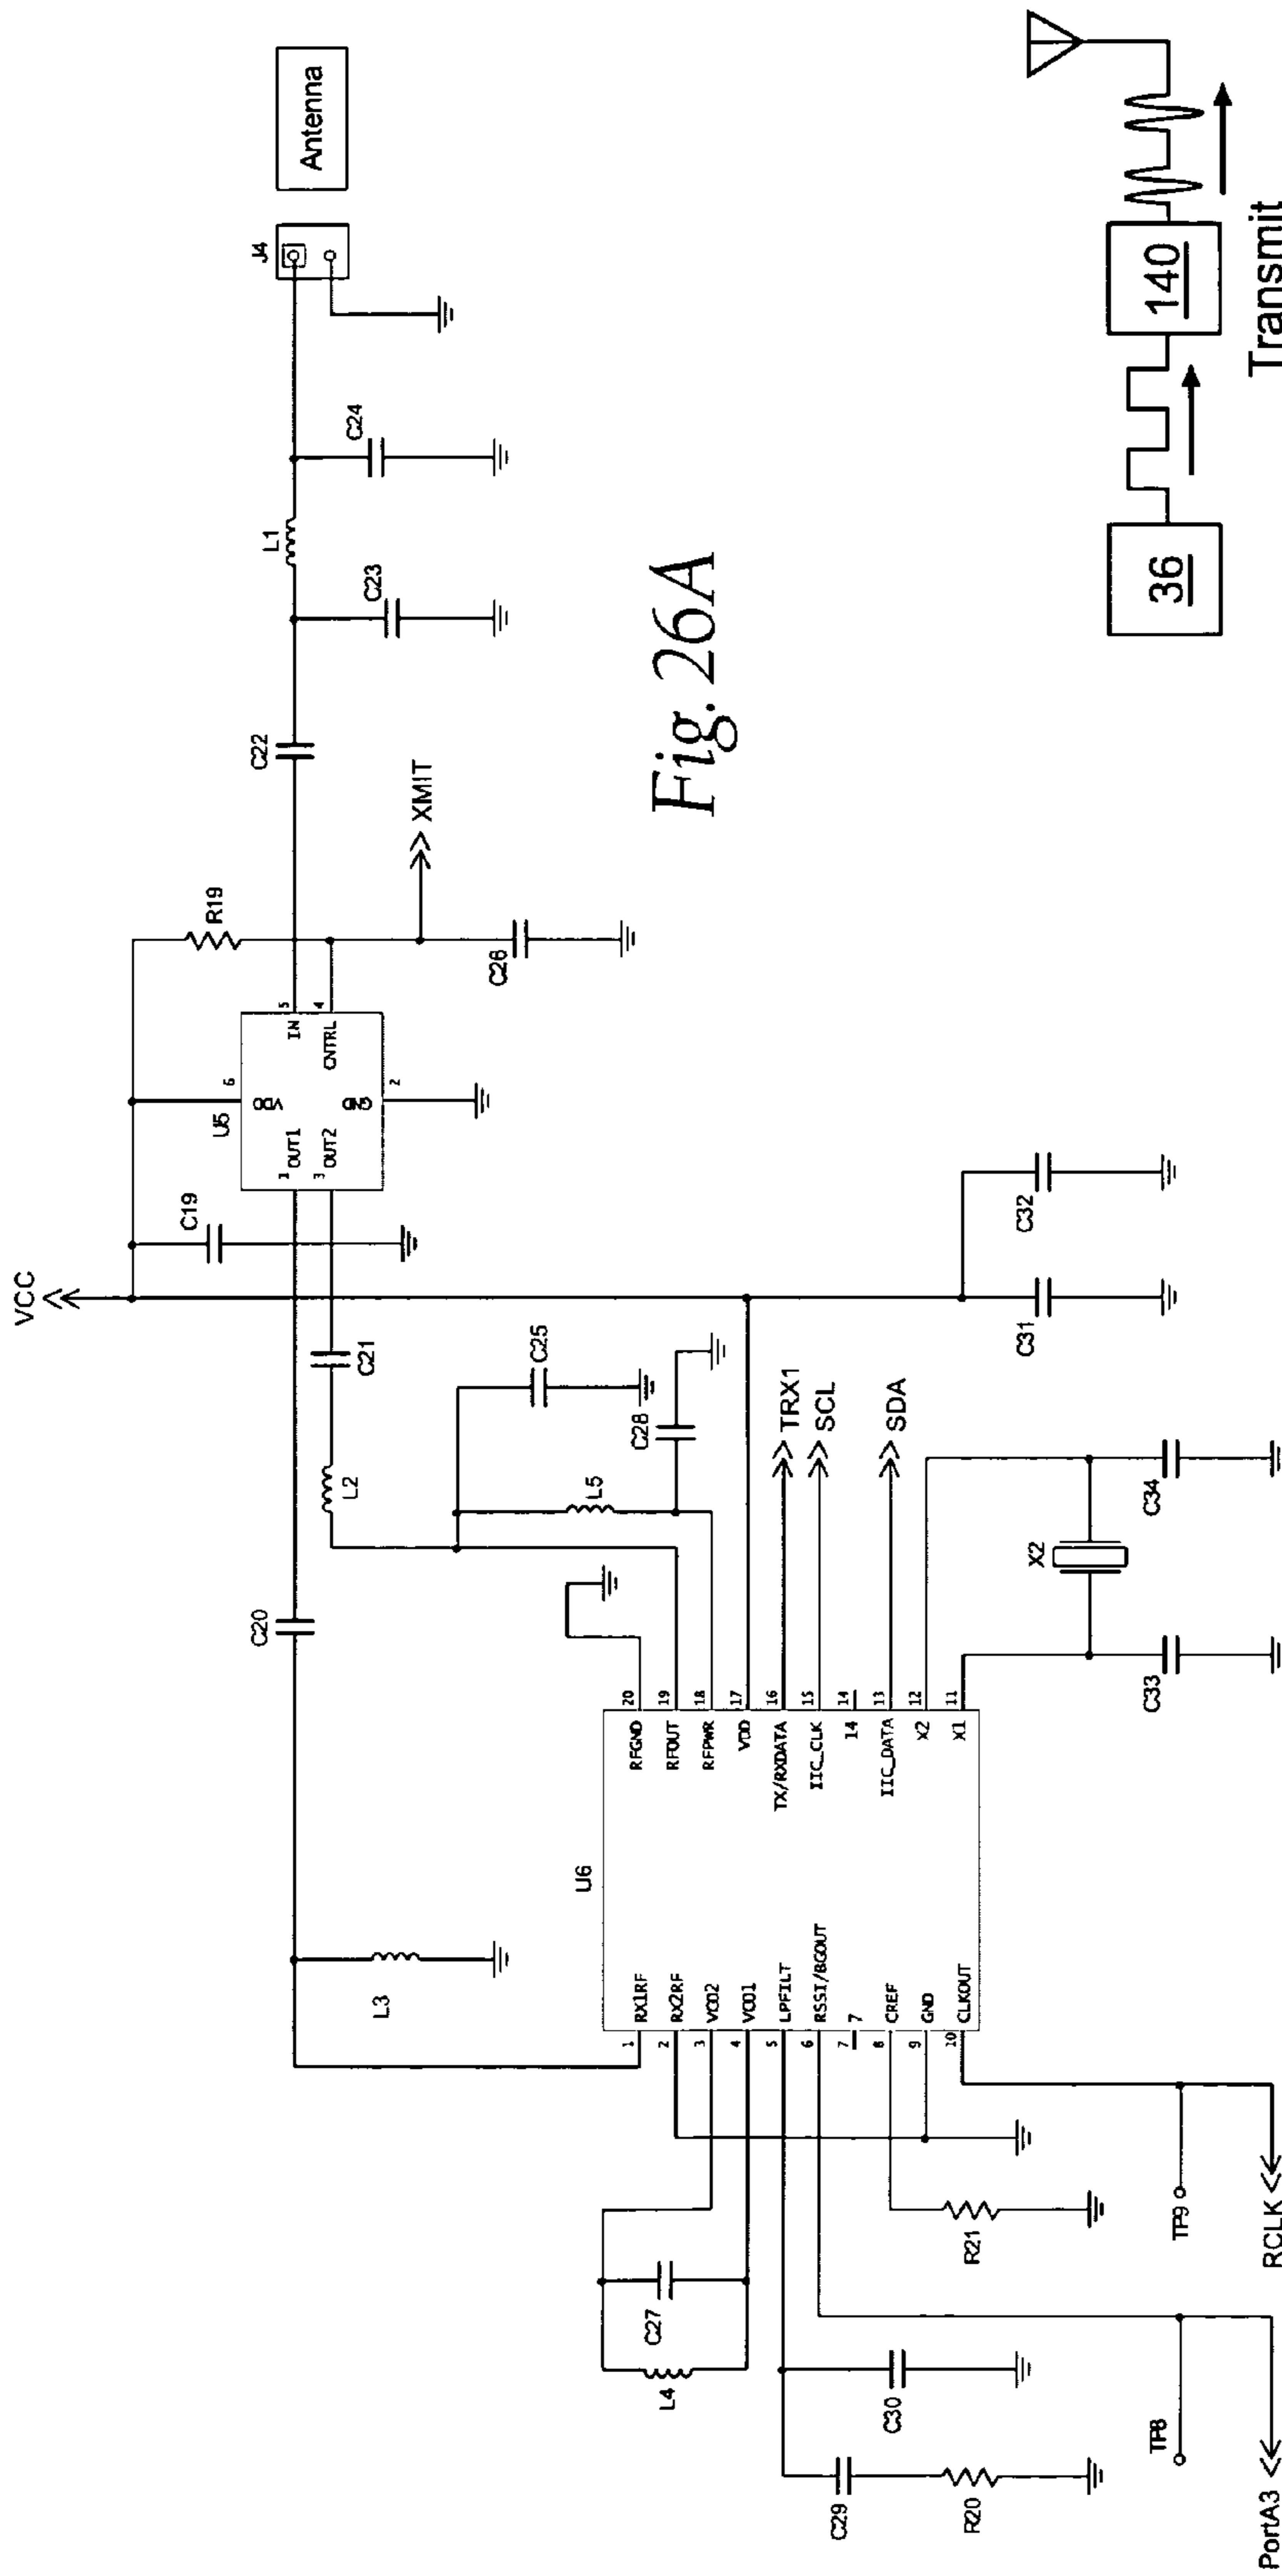 VCC
C19
R19
C22
L1
C23
C24
J4
Antenna
U5
1 OUT1
3 OUT2
6 VDD
GND 2
IN 5
CNTRL 4
XMIT
C26
C20
C21
L2
C25
C28
L5
L3
U6
1 RX1RF
2 RX2RF
3 VCO2
4 VCO1
5 LPFILT
6 RSSI/BGOUT
7 7
8 CREF
9 GND
10 CLKOUT
RFGND 20
RFOUT 19
RFPWR 18
VDD 17
TX/RXDATA 16
IIC_CLK 15
14 14
IIC_DATA 13
X2 12
X1 11
TRX1
SCL
SDA
C31
C32
X2
C33
C34
L4
C27
C29
C30
R20
R21
TP8
TP9
PortA3
RCLK
Fig. 26A
36
140
Transmit